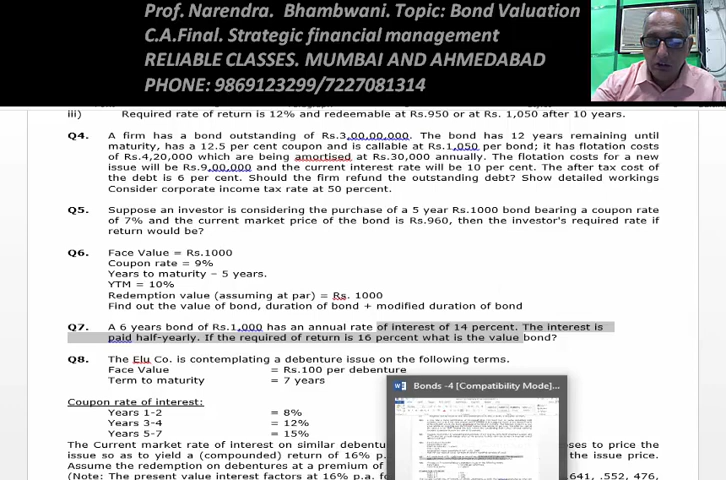 Prof. Narendra. Bhambwani. Topic: Bond Valuation
C.A.Final. Strategic financial management
RELIABLE CLASSES. MUMBAI AND AHMEDABAD
PHONE: 9869123299/7227081314
iii) Required rate of return is 12% and redeemable at Rs.950 or at Rs. 1,050 after 10 years.
Q4. A firm has a bond outstanding of Rs.3,00,00,000. The bond has 12 years remaining until
maturity, has a 12.5 per cent coupon and is callable at Rs.1,050 per bond; it has flotation costs
of Rs.4,20,000 which are being amortised at Rs.30,000 annually. The flotation costs for a new
issue will be Rs.9,00,000 and the current interest rate will be 10 per cent. The after tax cost of
the debt is 6 per cent. Should the firm refund the outstanding debt? Show detailed workings
Consider corporate income tax rate at 50 percent.
Q5. Suppose an investor is considering the purchase of a 5 year Rs.1000 bond bearing a coupon rate
of 7% and the current market price of the bond is Rs.960, then the investor's required rate if
return would be?
Q6. Face Value = Rs.1000
Coupon rate = 9%
Years to maturity – 5 years.
YTM = 10%
Redemption value (assuming at par) = Rs. 1000
Find out the value of bond, duration of bond + modified duration of bond
Q7. A 6 years bond of Rs.1,000 has an annual rate of interest of 14 percent. The interest is
paid half-yearly. If the required of return is 16 percent what is the value bond?
Q8. The Elu Co. is contemplating a debenture issue on the following terms.
Face Value = Rs.100 per debenture
Term to maturity = 7 years
Bonds -4 [Compatibility Mode]...
Coupon rate of interest:
Years 1-2 = 8%
Years 3-4 = 12%
Years 5-7 = 15%
The Current market rate of interest on similar debentu oses to price the
issue so as to yield a (compounded) return of 16% p. the issue price.
Assume the redemption on debentures at a premium of
(Note: The present value interest factors at 16% p.a. f 641, .552, 476,